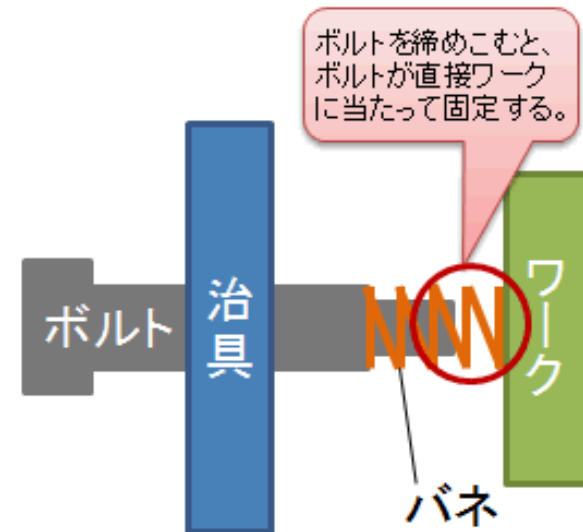 ボルトを締めこむと、
ボルトが直接ワーク
に当たって固定する。
ボルト
治具
ワーク
バネ